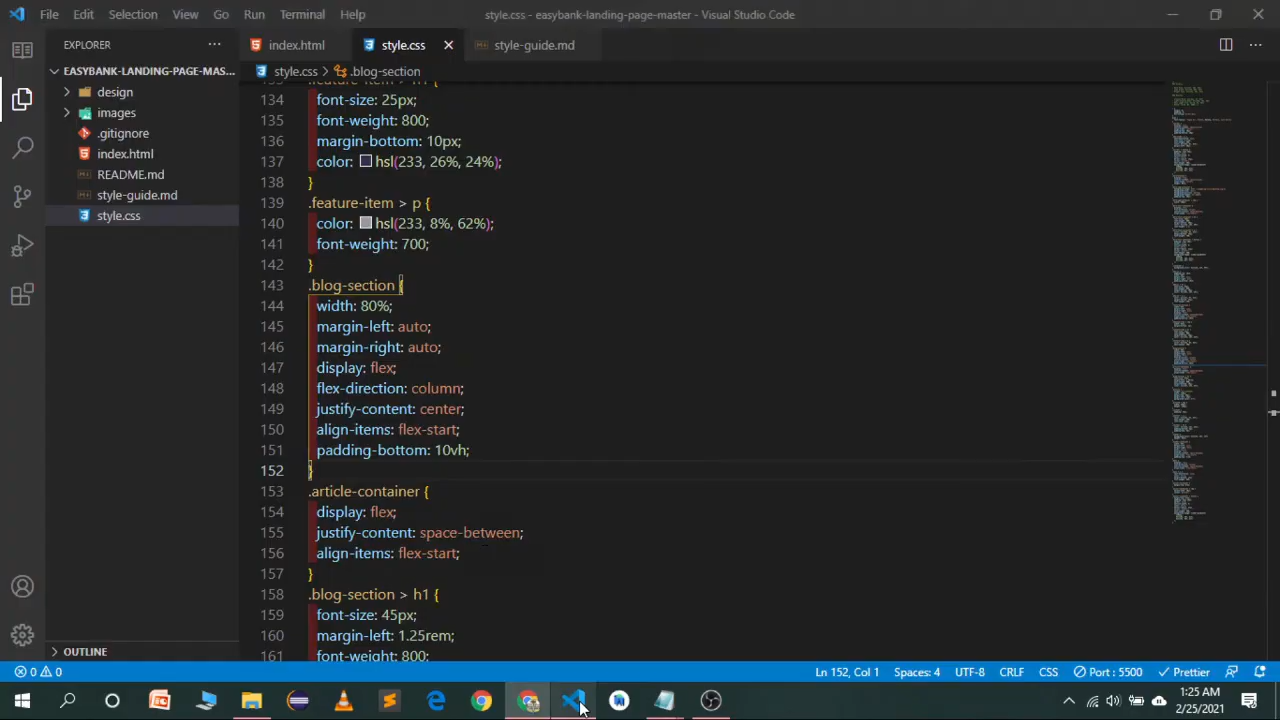 File Edit Selection View Go Run Terminal Help style.css - easybank-landing-page-master - Visual Studio Code
EXPLORER
index.html
style.css
style-guide.md
EASYBANK-LANDING-PAGE-MAS...
design
images
.gitignore
index.html
README.md
style-guide.md
style.css
OUTLINE
style.css > .blog-section
134 font-size: 25px;
135 font-weight: 800;
136 margin-bottom: 10px;
137 color: hsl(233, 26%, 24%);
138 }
139 .feature-item > p {
140 color: hsl(233, 8%, 62%);
141 font-weight: 700;
142 }
143 .blog-section {
144 width: 80%;
145 margin-left: auto;
146 margin-right: auto;
147 display: flex;
148 flex-direction: column;
149 justify-content: center;
150 align-items: flex-start;
151 padding-bottom: 10vh;
152 }
153 .article-container {
154 display: flex;
155 justify-content: space-between;
156 align-items: flex-start;
157 }
158 .blog-section > h1 {
159 font-size: 45px;
160 margin-left: 1.25rem;
161 font-weight: 800;
0 0 Ln 152, Col 1 Spaces: 4 UTF-8 CRLF CSS Port : 5500 Prettier
1:25 AM
2/25/2021